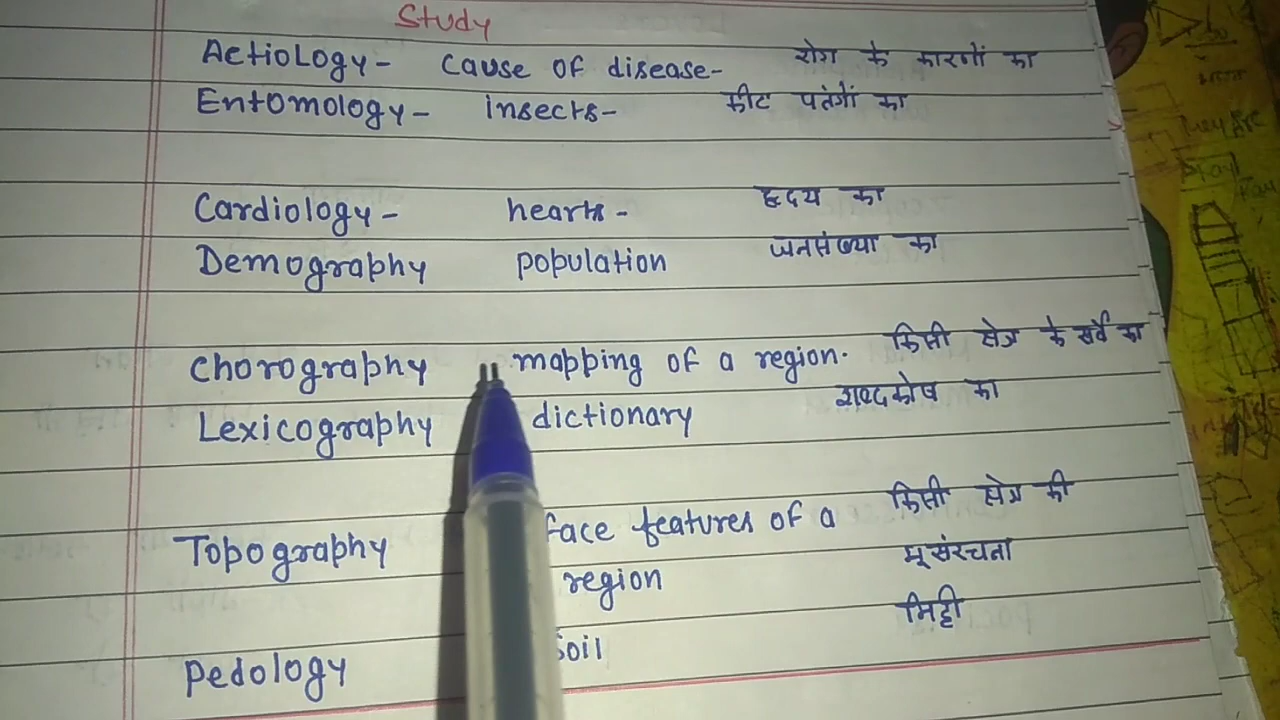 Study
Aetiology - cause of disease - रोग के कारणों का
Entomology - insects - कीट पतंगों का
Cardiology - hearts - हृदय का
Demography population जनसंख्या का
Chorography mapping of a region. किसी क्षेत्र के सर्वे का
Lexicography dictionary शब्दकोष का
Topography face features of a किसी क्षेत्र की
region भूसंरचना
Pedology soil मिट्टी